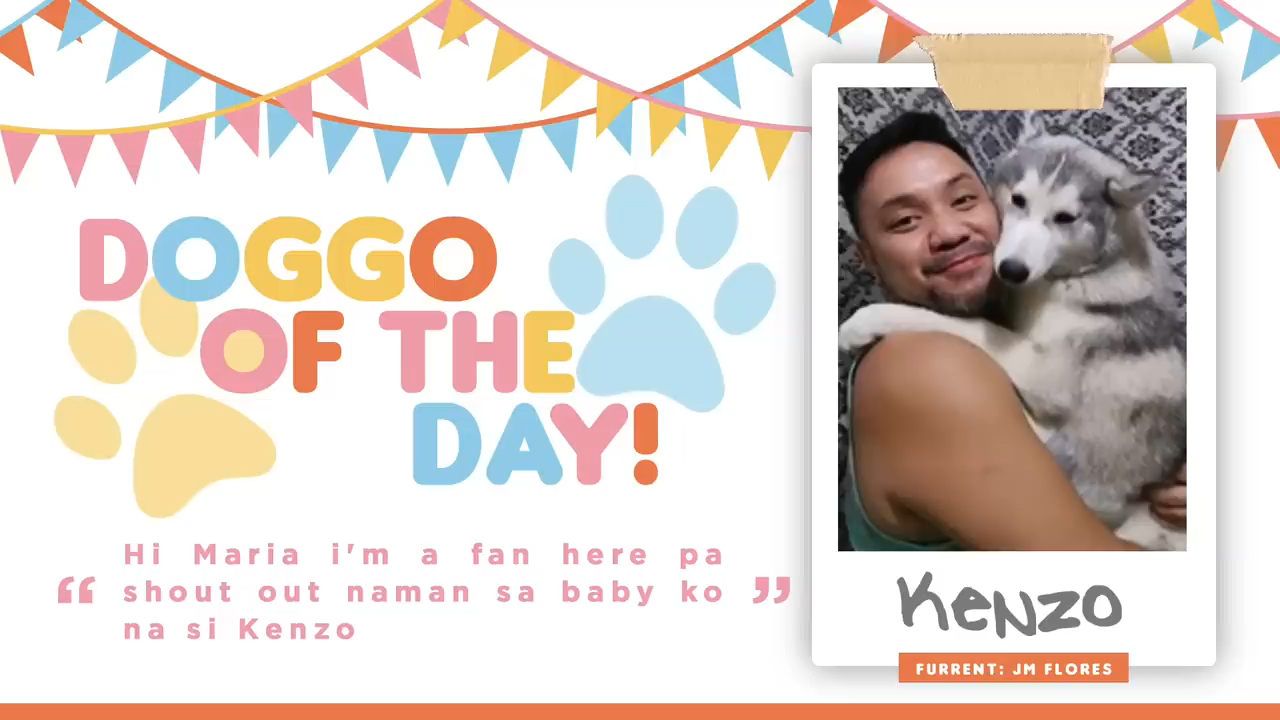 DOGGO
OF THE
DAY!
“ Hi Maria i'm a fan here pa
shout out naman sa baby ko
na si Kenzo ”
Kenzo
FURRENT: JM FLORES